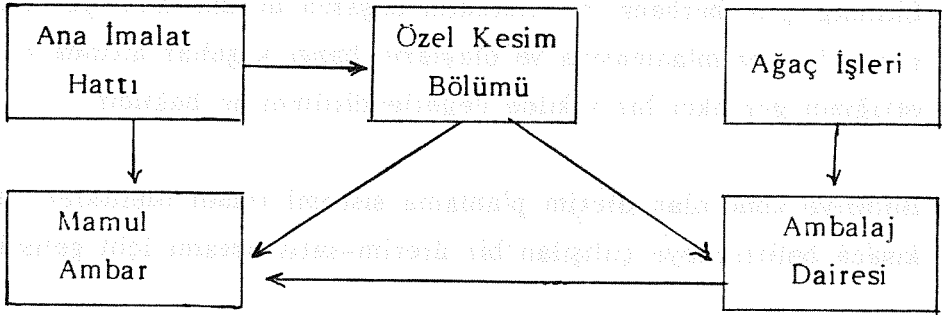 Ana İmalat
Hattı
Özel Kesim
Bölümü
Ağaç İşleri
Mamul
Ambar
Ambalaj
Dairesi